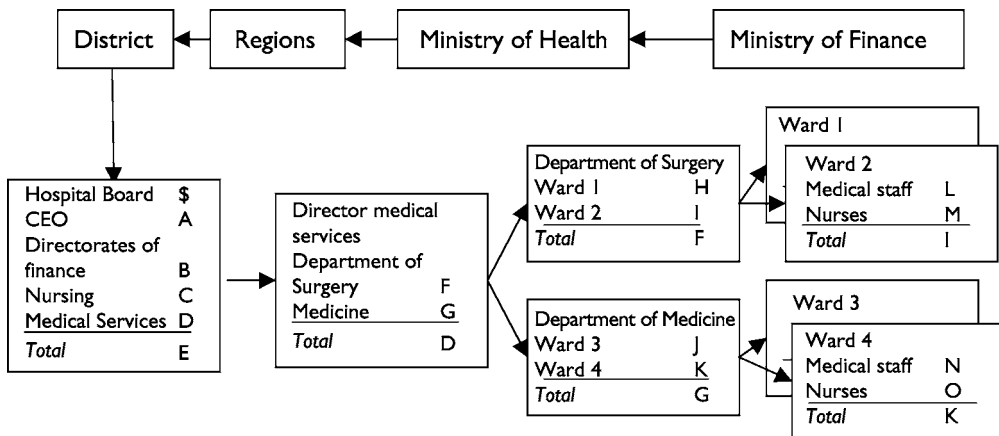 District
Regions
Ministry of Health
Ministry of Finance
Hospital Board $
CEO A
Directorates of
finance B
Nursing C
Medical Services D
Total E
Director medical
services
Department of
Surgery F
Medicine G
Total D
Department of Surgery
Ward 1 H
Ward 2 I
Total F
Ward 1
Ward 2
Medical staff L
Nurses M
Total I
Department of Medicine
Ward 3 J
Ward 4 K
Total G
Ward 3
Ward 4
Medical staff N
Nurses O
Total K